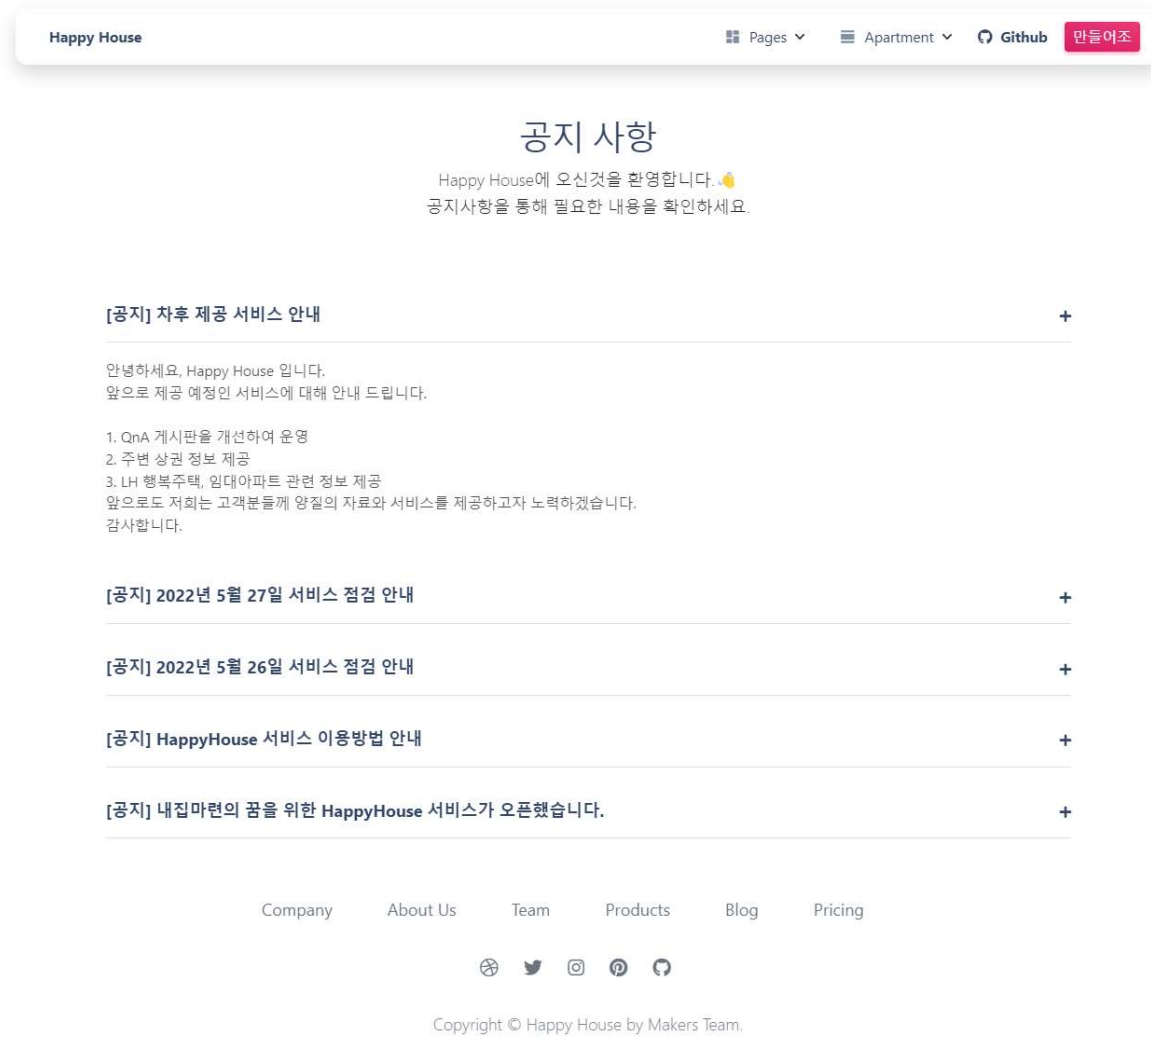 Happy House
Pages
Apartment
Github
만들어조
공지 사항
Happy House에 오신것을 환영합니다.👋
공지사항을 통해 필요한 내용을 확인하세요.
[공지] 차후 제공 서비스 안내
안녕하세요, Happy House 입니다.
앞으로 제공 예정인 서비스에 대해 안내 드립니다.
1. QnA 게시판을 개선하여 운영
2. 주변 상권 정보 제공
3. LH 행복주택, 임대아파트 관련 정보 제공
앞으로도 저희는 고객분들께 양질의 자료와 서비스를 제공하고자 노력하겠습니다.
감사합니다.
[공지] 2022년 5월 27일 서비스 점검 안내
[공지] 2022년 5월 26일 서비스 점검 안내
[공지] HappyHouse 서비스 이용방법 안내
[공지] 내집마련의 꿈을 위한 HappyHouse 서비스가 오픈했습니다.
Company About Us Team Products Blog Pricing
Copyright © Happy House by Makers Team.